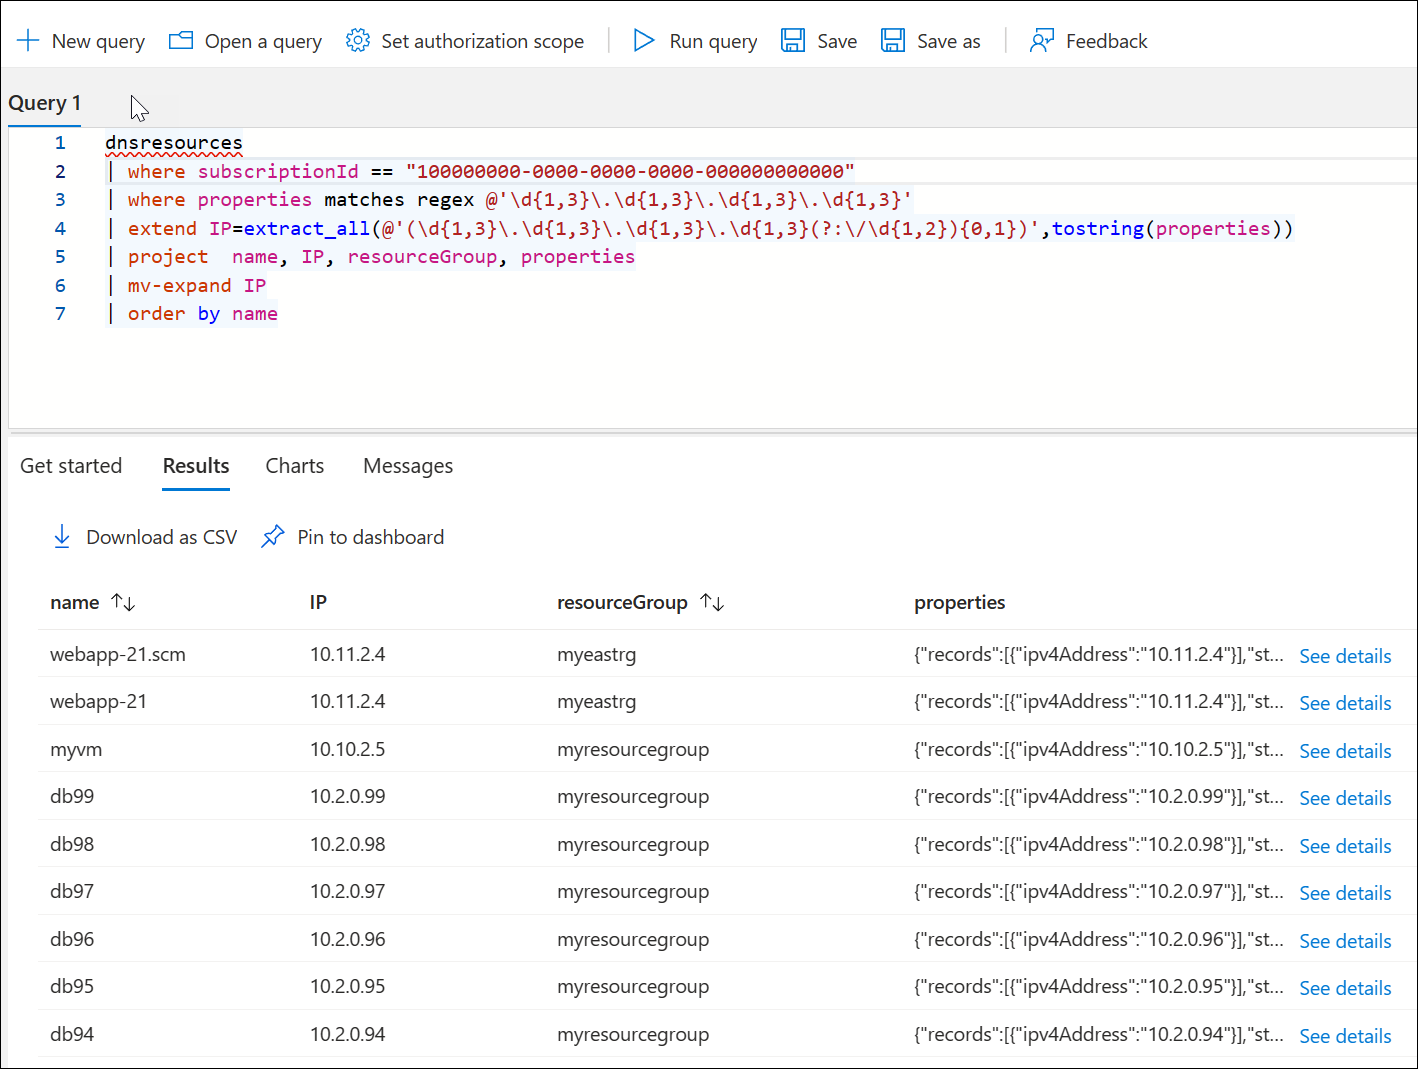 New query Open a query Set authorization scope Run query Save Save as Feedback
Query 1
1 dnsresources
2 | where subscriptionId == "100000000-0000-0000-0000-000000000000"
3 | where properties matches regex @'\d{1,3}\.\d{1,3}\.\d{1,3}\.\d{1,3}'
4 | extend IP=extract_all(@'(\d{1,3}\.\d{1,3}\.\d{1,3}\.\d{1,3}(?:\/\d{1,2}){0,1})',tostring(properties))
5 | project  name, IP, resourceGroup, properties
6 | mv-expand IP
7 | order by name
Get started Results Charts Messages
Download as CSV Pin to dashboard
name IP resourceGroup properties
webapp-21.scm 10.11.2.4 myeastrg {"records":[{"ipv4Address":"10.11.2.4"}],"st... See details
webapp-21 10.11.2.4 myeastrg {"records":[{"ipv4Address":"10.11.2.4"}],"st... See details
myvm 10.10.2.5 myresourcegroup {"records":[{"ipv4Address":"10.10.2.5"}],"st... See details
db99 10.2.0.99 myresourcegroup {"records":[{"ipv4Address":"10.2.0.99"}],"st... See details
db98 10.2.0.98 myresourcegroup {"records":[{"ipv4Address":"10.2.0.98"}],"st... See details
db97 10.2.0.97 myresourcegroup {"records":[{"ipv4Address":"10.2.0.97"}],"st... See details
db96 10.2.0.96 myresourcegroup {"records":[{"ipv4Address":"10.2.0.96"}],"st... See details
db95 10.2.0.95 myresourcegroup {"records":[{"ipv4Address":"10.2.0.95"}],"st... See details
db94 10.2.0.94 myresourcegroup {"records":[{"ipv4Address":"10.2.0.94"}],"st... See details